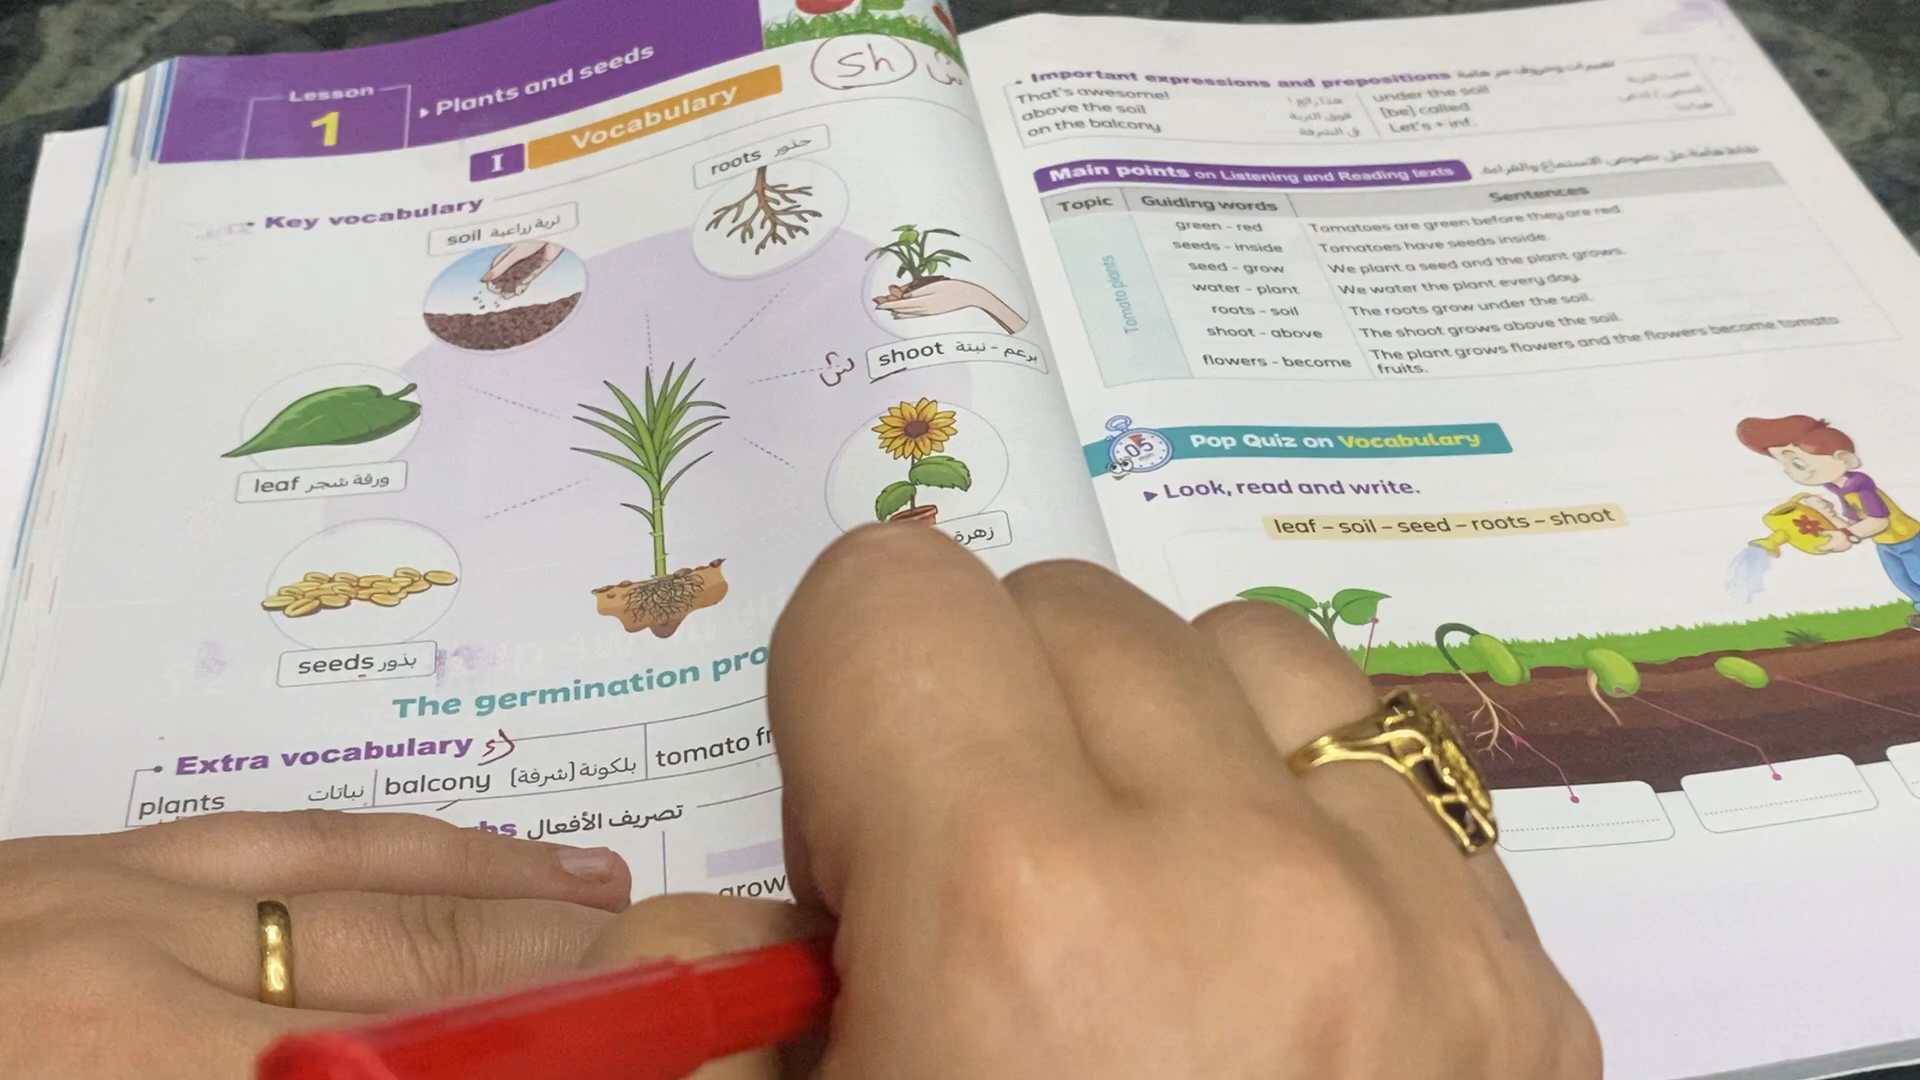 Lesson
1
Plants and seeds
Sh
ش
I Vocabulary
Key vocabulary
roots جذور
soil تربة زراعية
shoot برعم - نبتة
ش
leaf ورقة شجر
زهرة
seeds بذور
The germination pro
Extra vocabulary
plants نباتات
balcony بلكونة [شرفة]
tomato fr
bs تصريف الأفعال
grow
Important expressions and prepositions
That's awesome!
above the soil فوق التربة
on the balcony في الشرفة
under the soil
[be] called
Let's + inf.
Main points on Listening and Reading texts
Topic Guiding words Sentences
Tomato plants
green - red Tomatoes are green before they are red.
seeds - inside Tomatoes have seeds inside.
seed - grow We plant a seed and the plant grows.
water - plant We water the plant every day.
roots - soil The roots grow under the soil.
shoot - above The shoot grows above the soil.
flowers - become The plant grows flowers and the flowers become tomato
fruits.
05
Pop Quiz on Vocabulary
Look, read and write.
leaf – soil – seed – roots – shoot